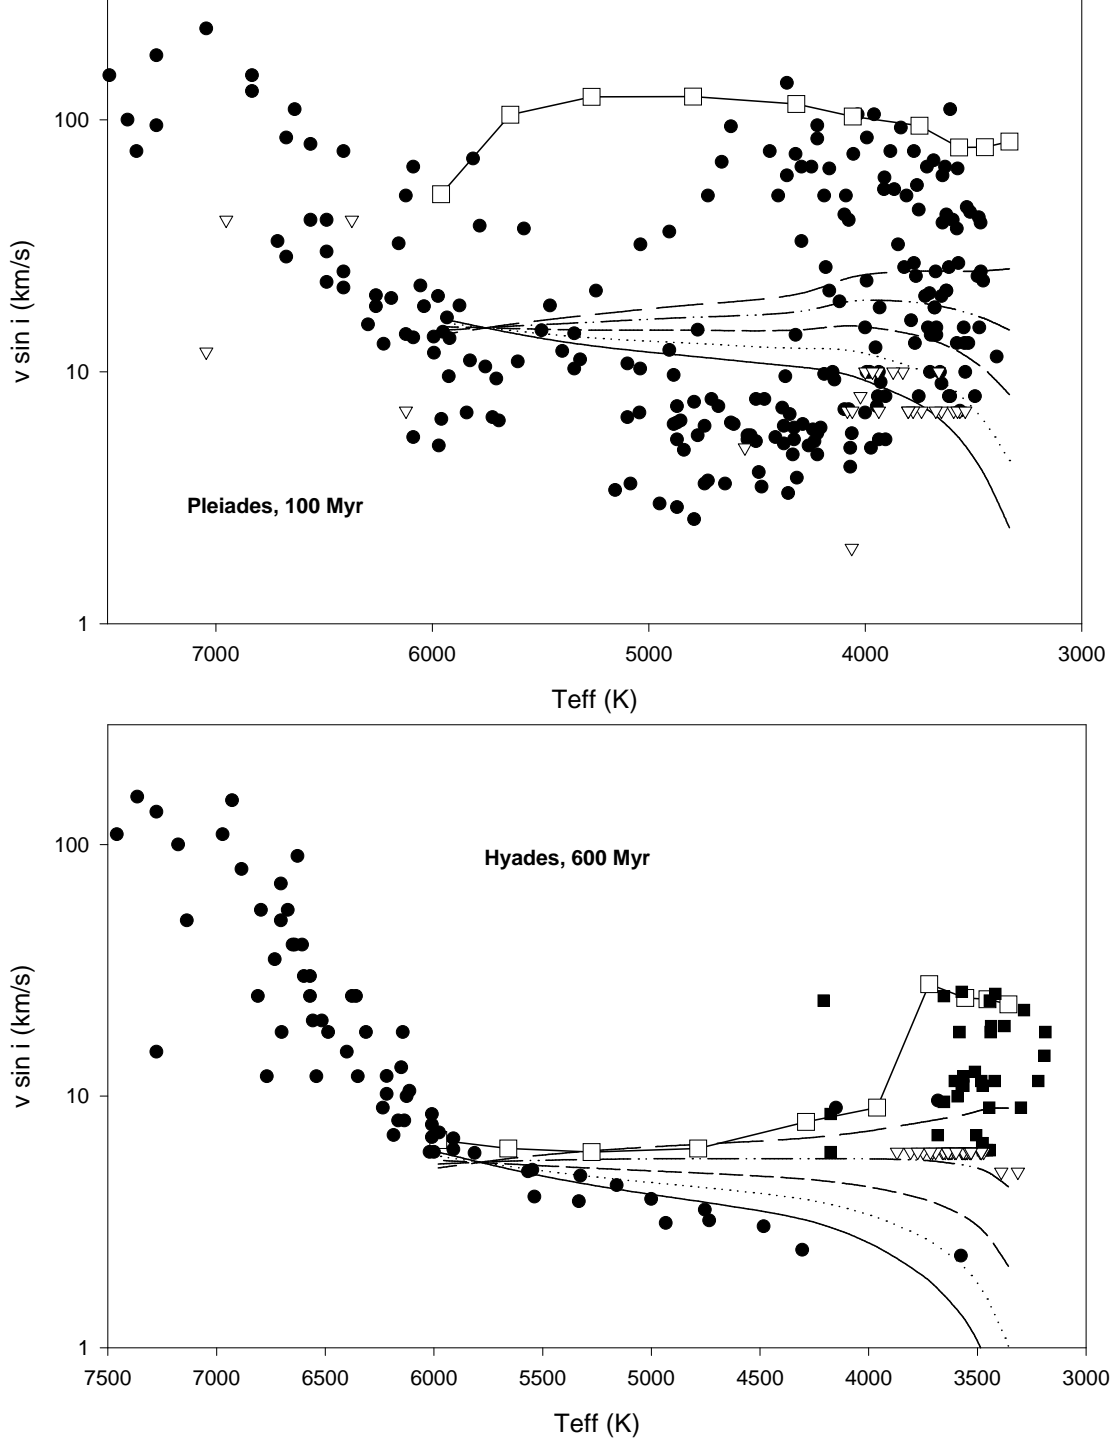 100
10
1
v sin i (km/s)
Pleiades, 100 Myr
7000 6000 5000 4000 3000
Teff (K)
100
10
1
v sin i (km/s)
Hyades, 600 Myr
7500 7000 6500 6000 5500 5000 4500 4000 3500 3000
Teff (K)